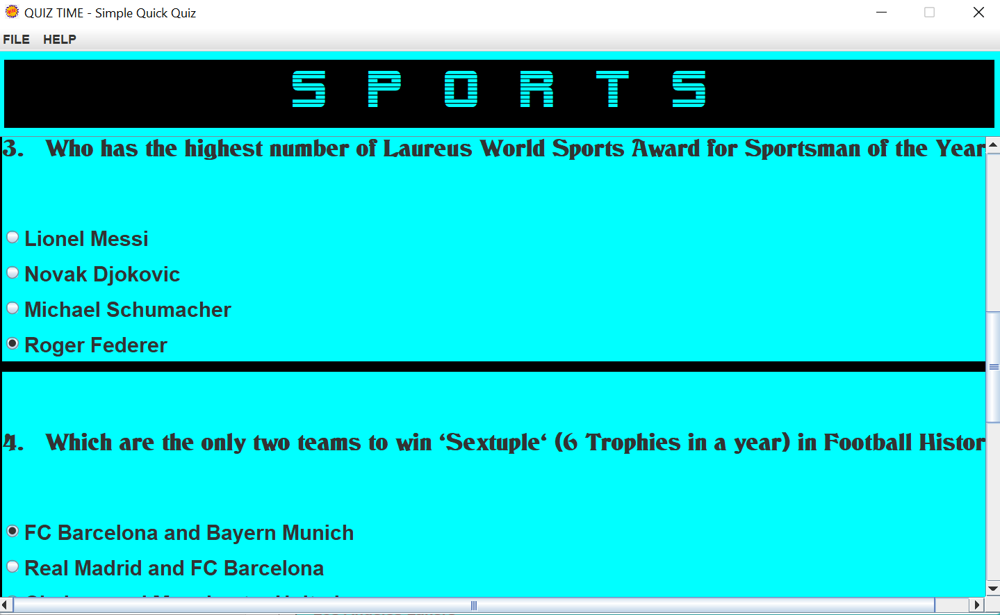 QUIZ TIME - Simple Quick Quiz
FILE HELP
SPORTS
3. Who has the highest number of Laureus World Sports Award for Sportsman of the Year
Lionel Messi
Novak Djokovic
Michael Schumacher
Roger Federer
4. Which are the only two teams to win ‘Sextuple‘ (6 Trophies in a year) in Football Histor
FC Barcelona and Bayern Munich
Real Madrid and FC Barcelona